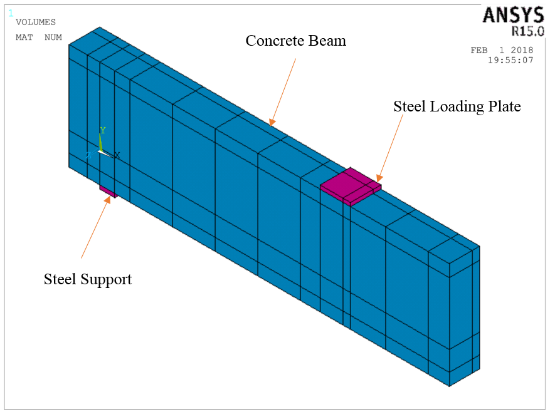 1
VOLUMES
MAT NUM
ANSYS
R15.0
FEB 1 2018
19:55:07
Concrete Beam
Steel Loading Plate
Y
Z
X
Steel Support